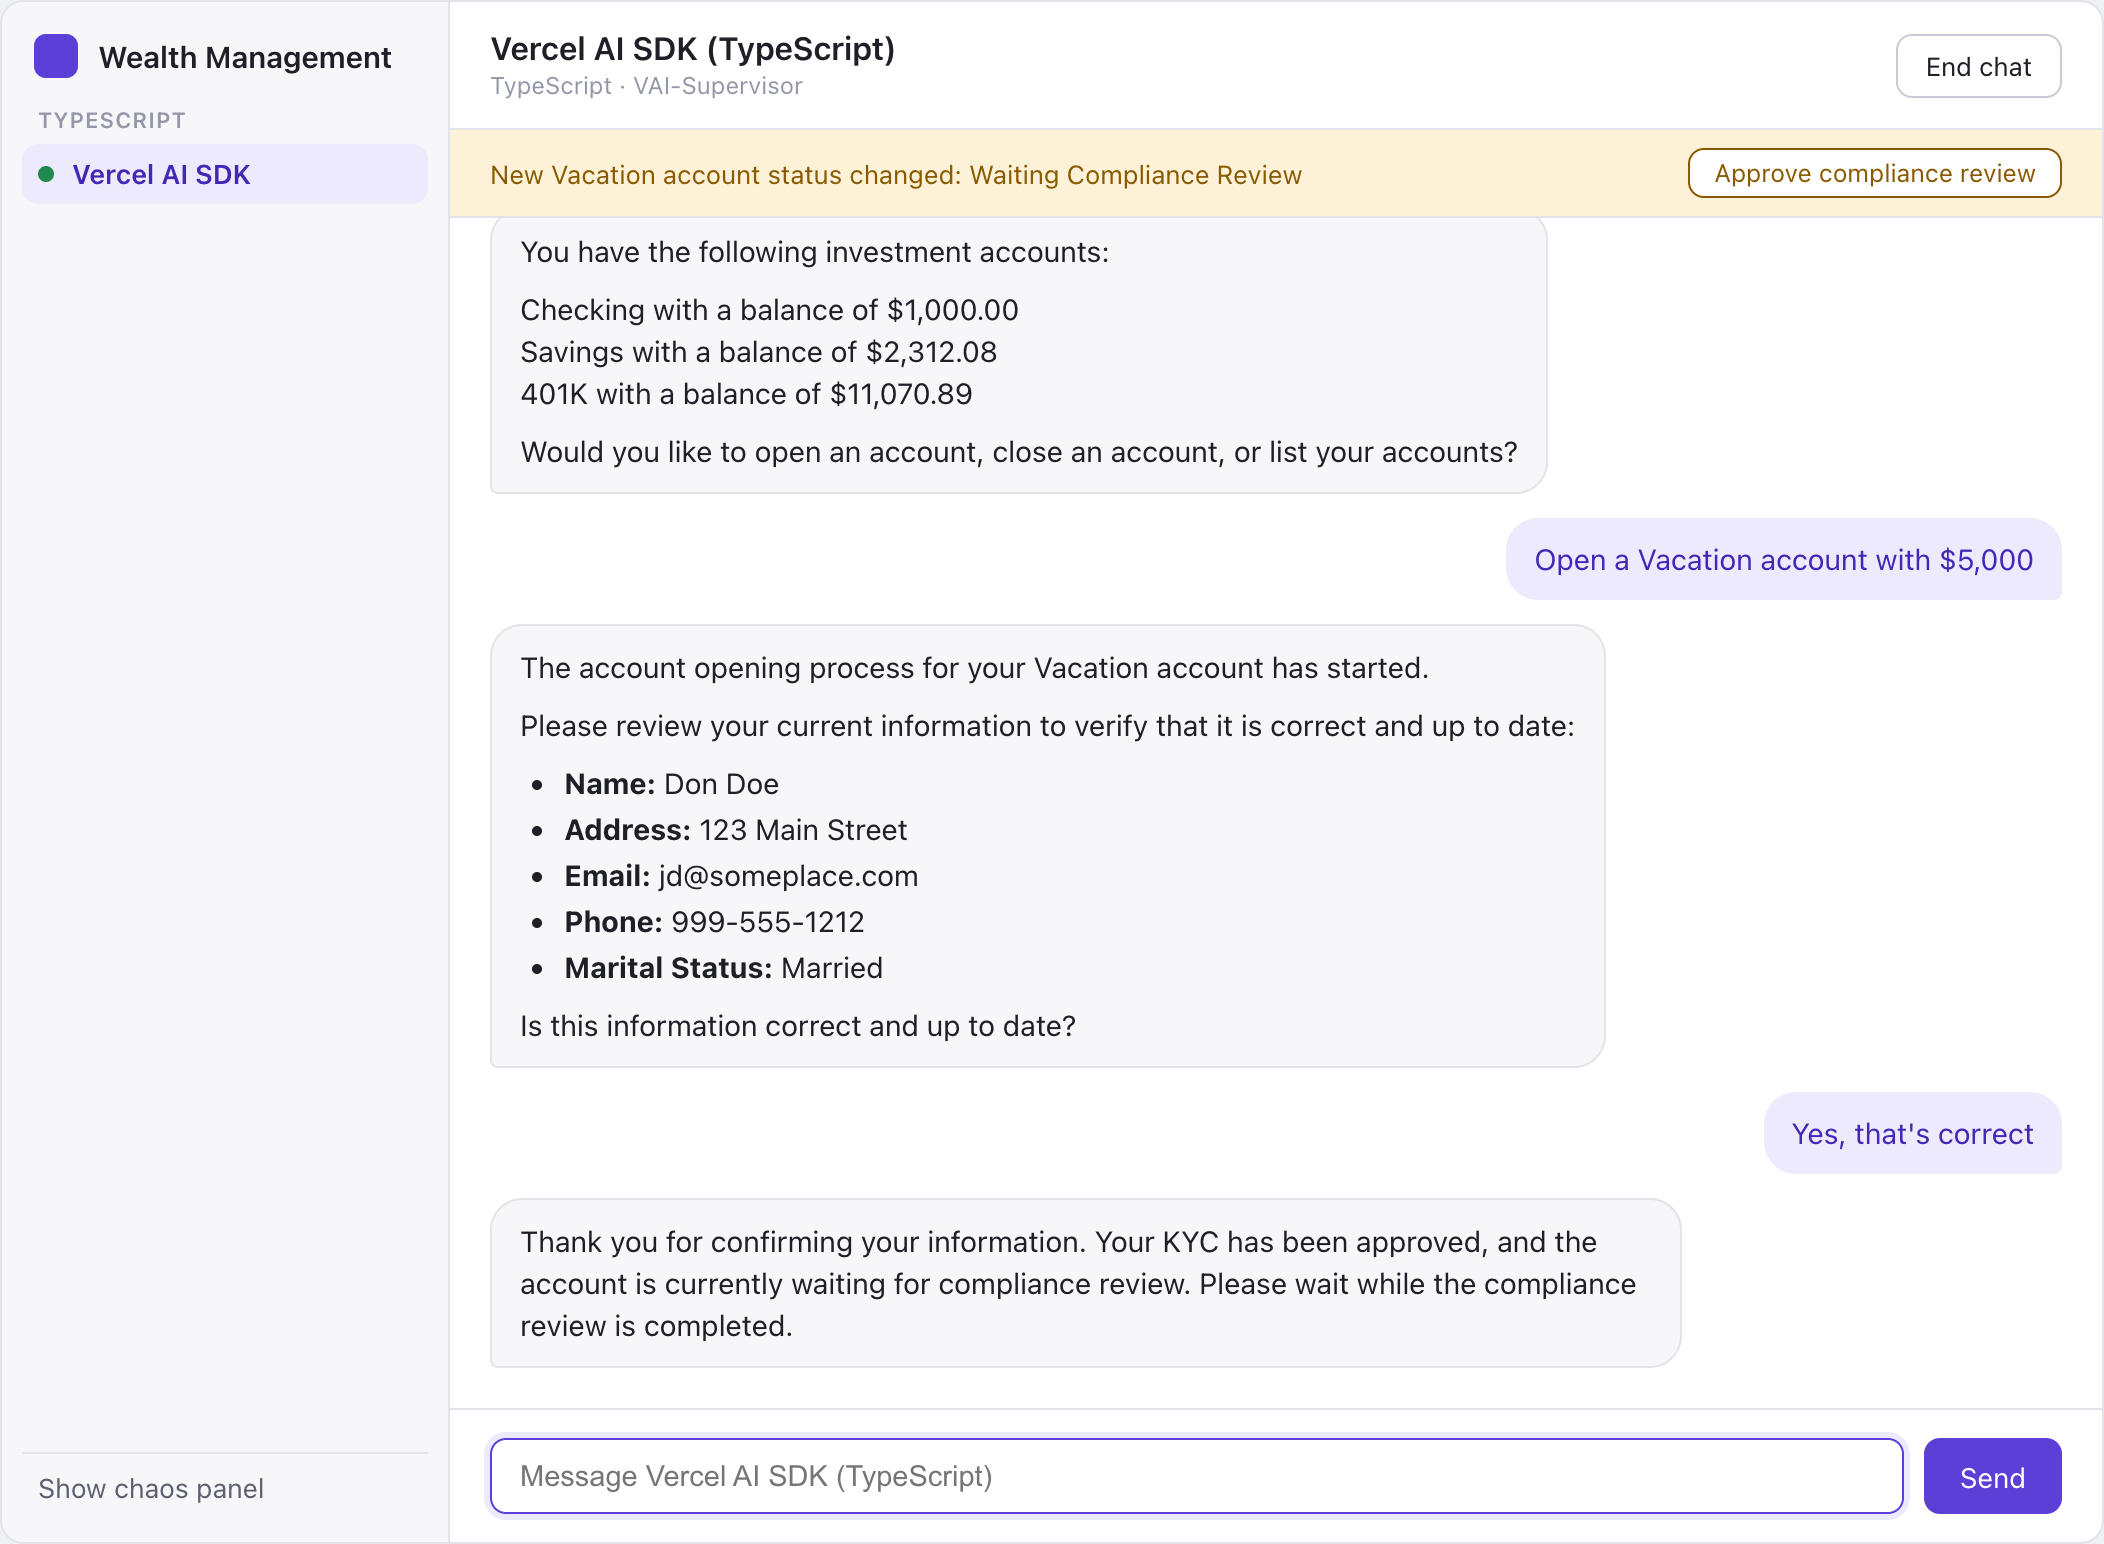 Wealth Management
TYPESCRIPT
Vercel AI SDK
Show chaos panel
Vercel AI SDK (TypeScript)
TypeScript · VAI-Supervisor
End chat
New Vacation account status changed: Waiting Compliance Review
Approve compliance review
You have the following investment accounts:
Checking with a balance of $1,000.00
Savings with a balance of $2,312.08
401K with a balance of $11,070.89
Would you like to open an account, close an account, or list your accounts?
Open a Vacation account with $5,000
The account opening process for your Vacation account has started.
Please review your current information to verify that it is correct and up to date:
• Name: Don Doe
• Address: 123 Main Street
• Email: jd@someplace.com
• Phone: 999-555-1212
• Marital Status: Married
Is this information correct and up to date?
Yes, that's correct
Thank you for confirming your information. Your KYC has been approved, and the
account is currently waiting for compliance review. Please wait while the compliance
review is completed.
Message Vercel AI SDK (TypeScript)
Send